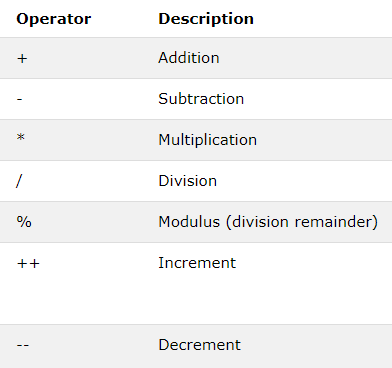 Operator Description
+ Addition
- Subtraction
* Multiplication
/ Division
% Modulus (division remainder)
++ Increment
-- Decrement